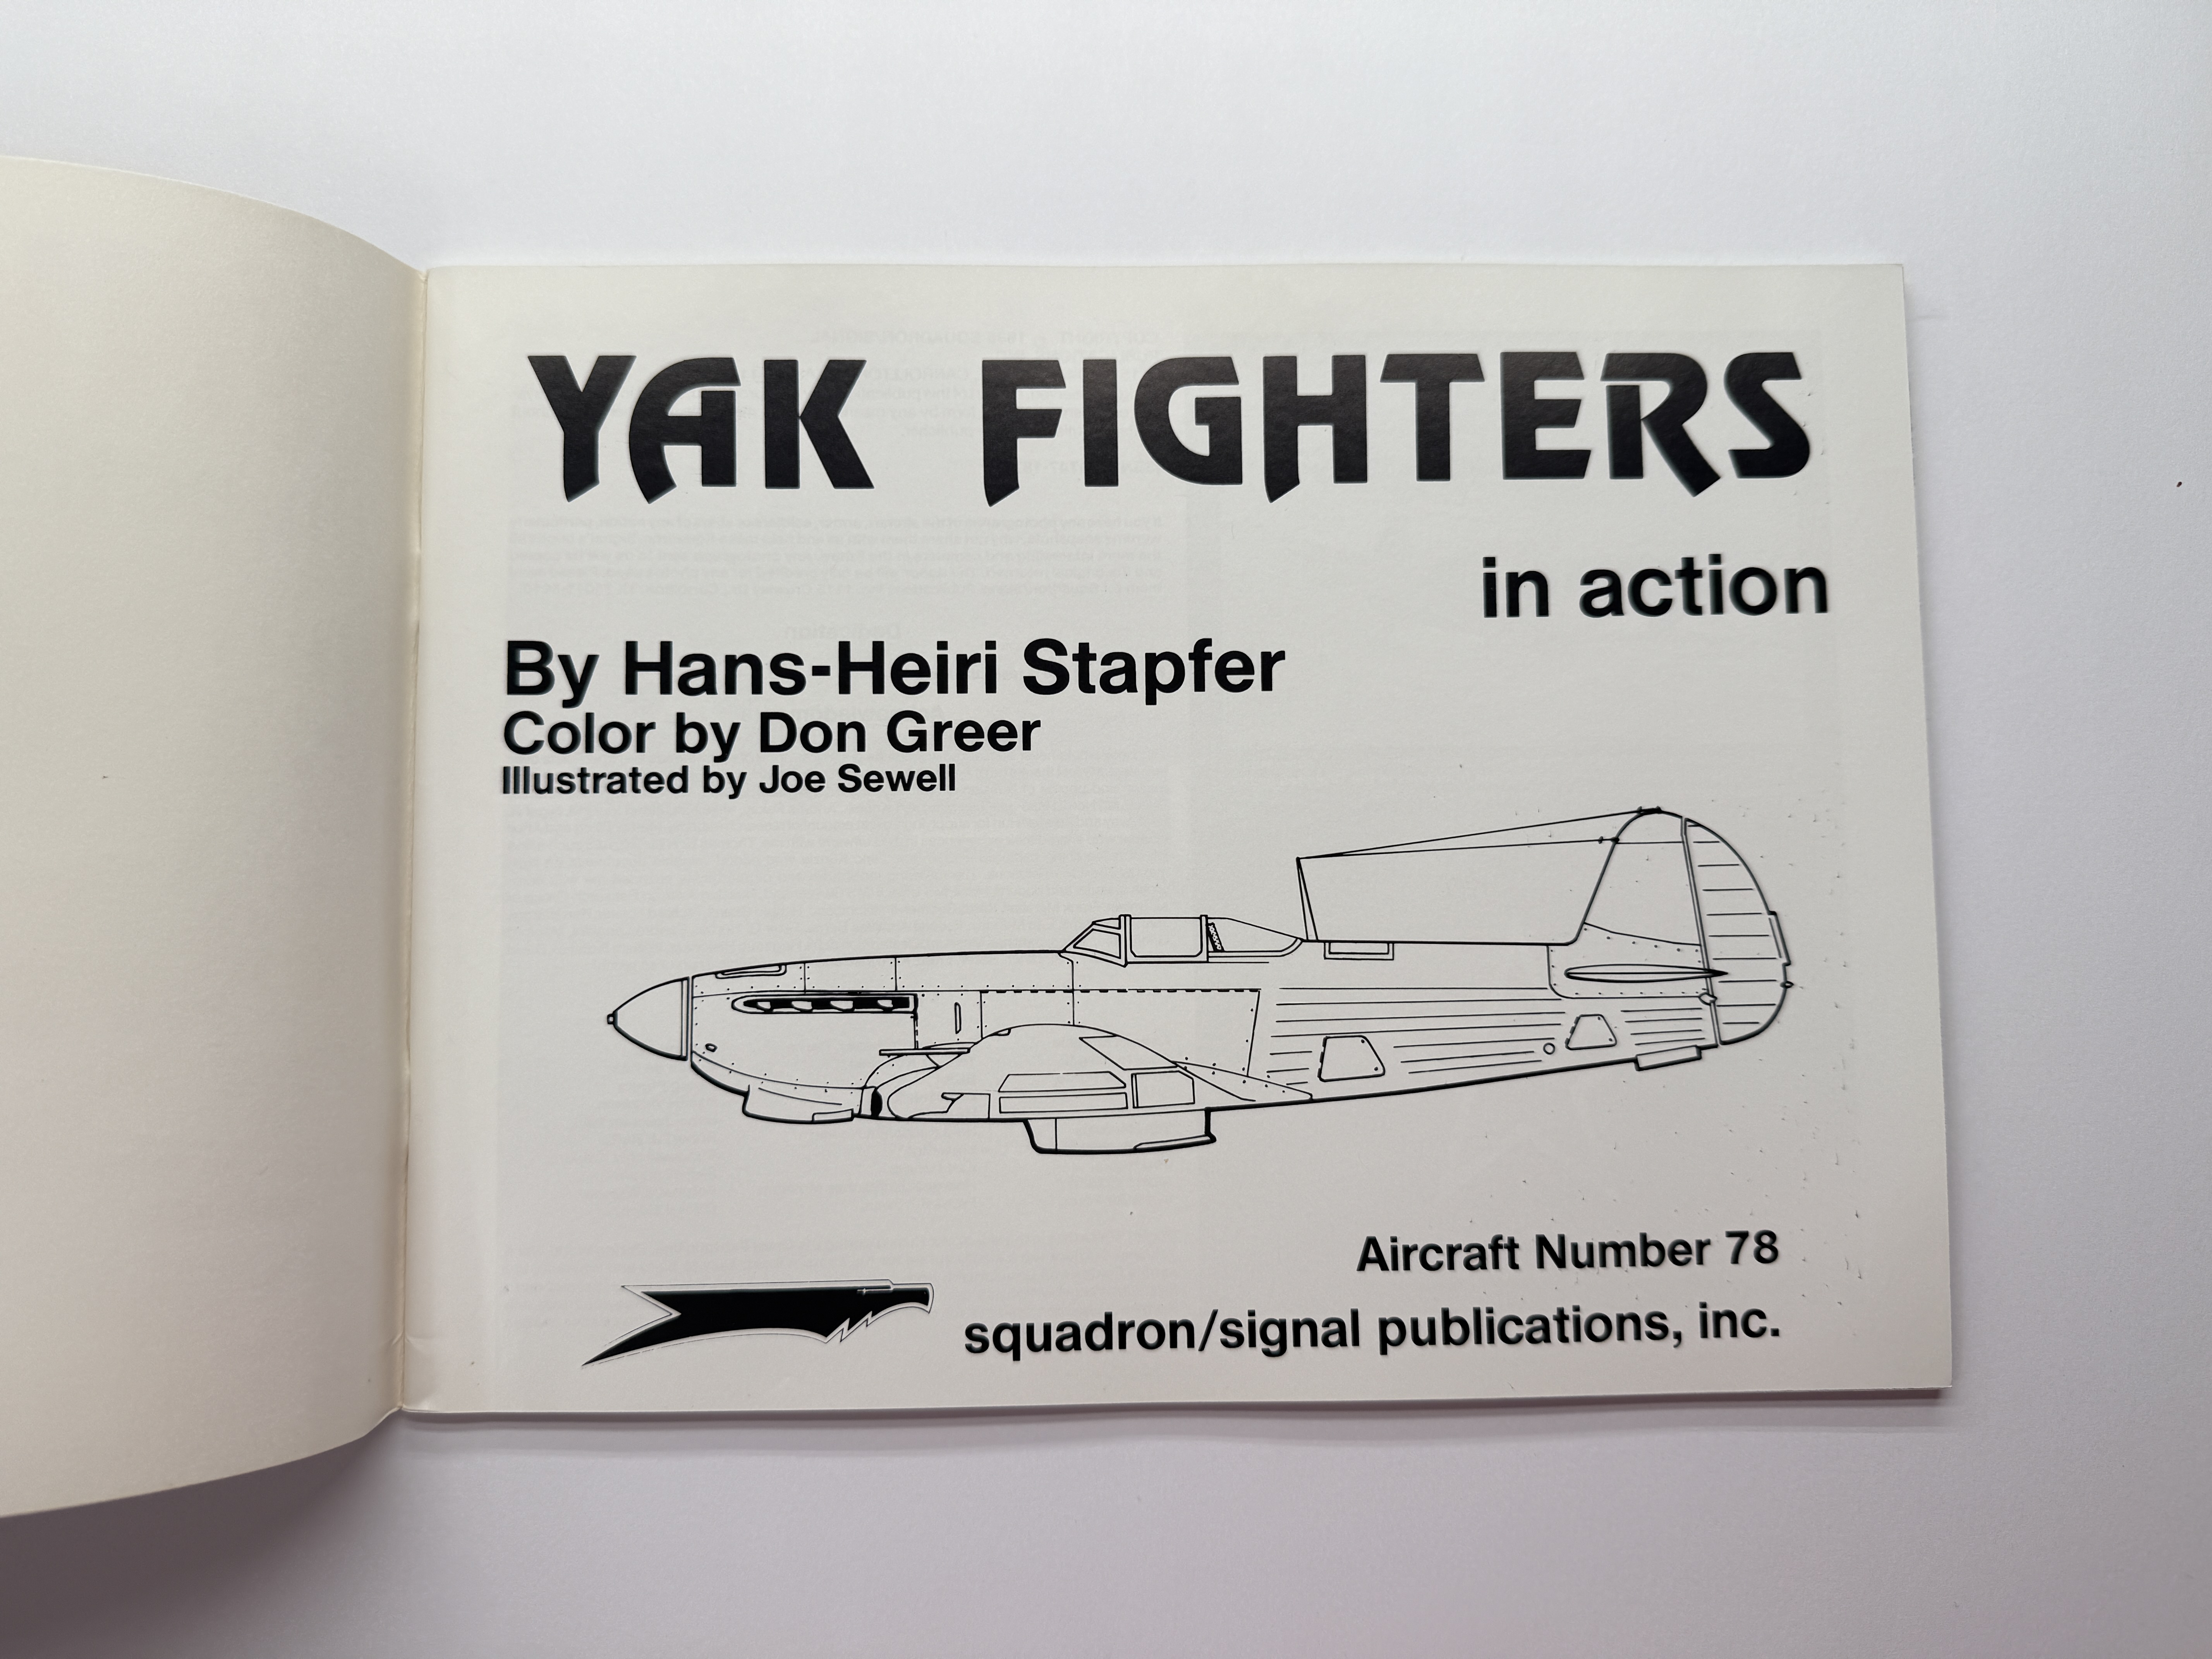 YAK FIGHTERS
in action
By Hans-Heiri Stapfer
Color by Don Greer
Illustrated by Joe Sewell
Aircraft Number 78
squadron/signal publications, inc.